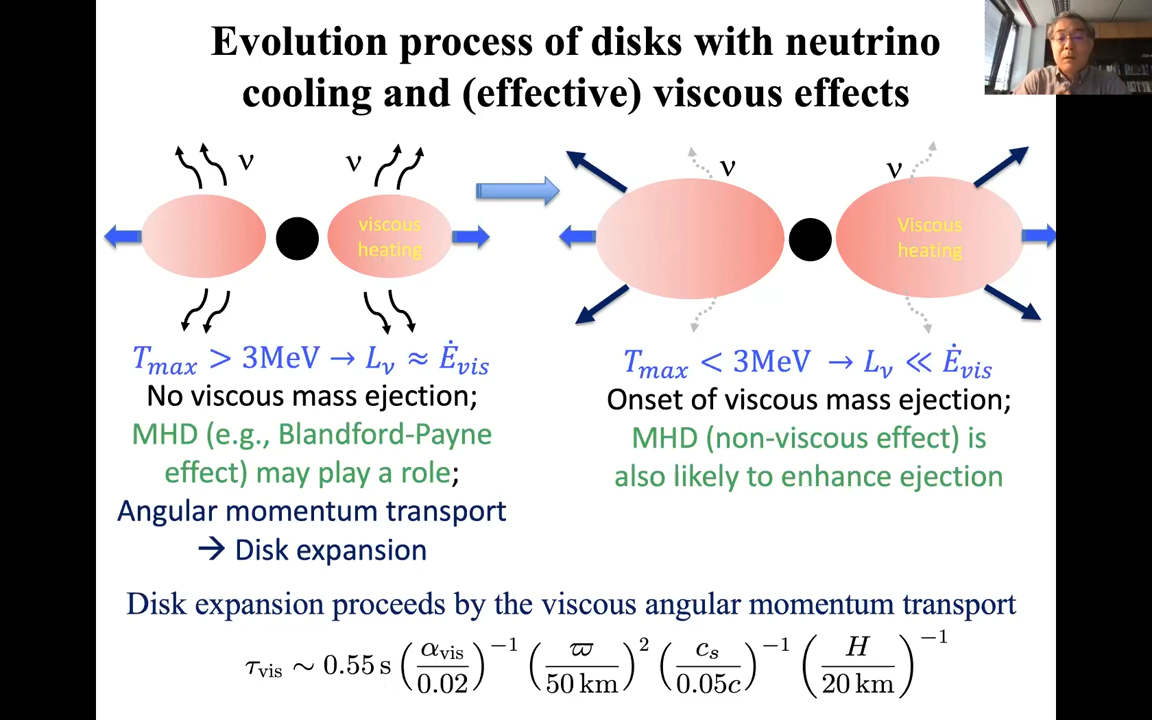 Evolution process of disks with neutrino
cooling and (effective) viscous effects
ν ν
ν ν
viscous
heating
Viscous
heating
T_max > 3MeV → L_ν ≈ Ė_vis
No viscous mass ejection;
MHD (e.g., Blandford-Payne
effect) may play a role;
Angular momentum transport
→ Disk expansion
T_max < 3MeV → L_ν ≪ Ė_vis
Onset of viscous mass ejection;
MHD (non-viscous effect) is
also likely to enhance ejection
Disk expansion proceeds by the viscous angular momentum transport
τ_vis ∼ 0.55 s (α_vis/0.02)^−1 (ϖ/50 km)^2 (c_s/0.05c)^−1 (H/20 km)^−1